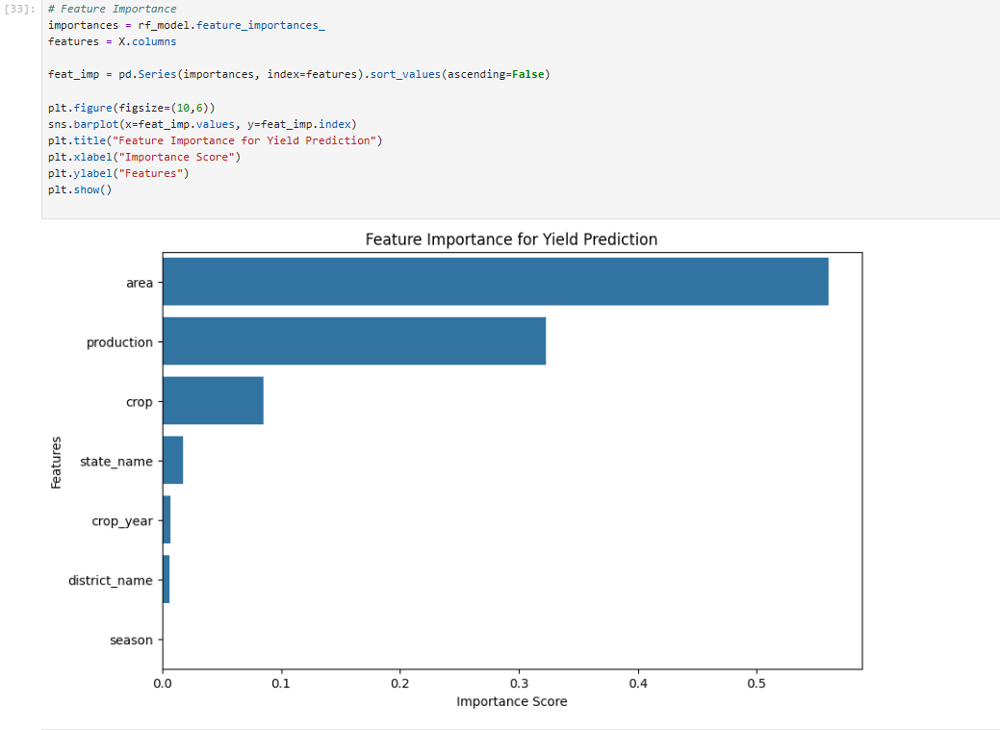 [33]:
# Feature Importance
importances = rf_model.feature_importances_
features = X.columns
feat_imp = pd.Series(importances, index=features).sort_values(ascending=False)
plt.figure(figsize=(10,6))
sns.barplot(x=feat_imp.values, y=feat_imp.index)
plt.title("Feature Importance for Yield Prediction")
plt.xlabel("Importance Score")
plt.ylabel("Features")
plt.show()
Feature Importance for Yield Prediction
Features
area
production
crop
state_name
crop_year
district_name
season
0.0 0.1 0.2 0.3 0.4 0.5
Importance Score